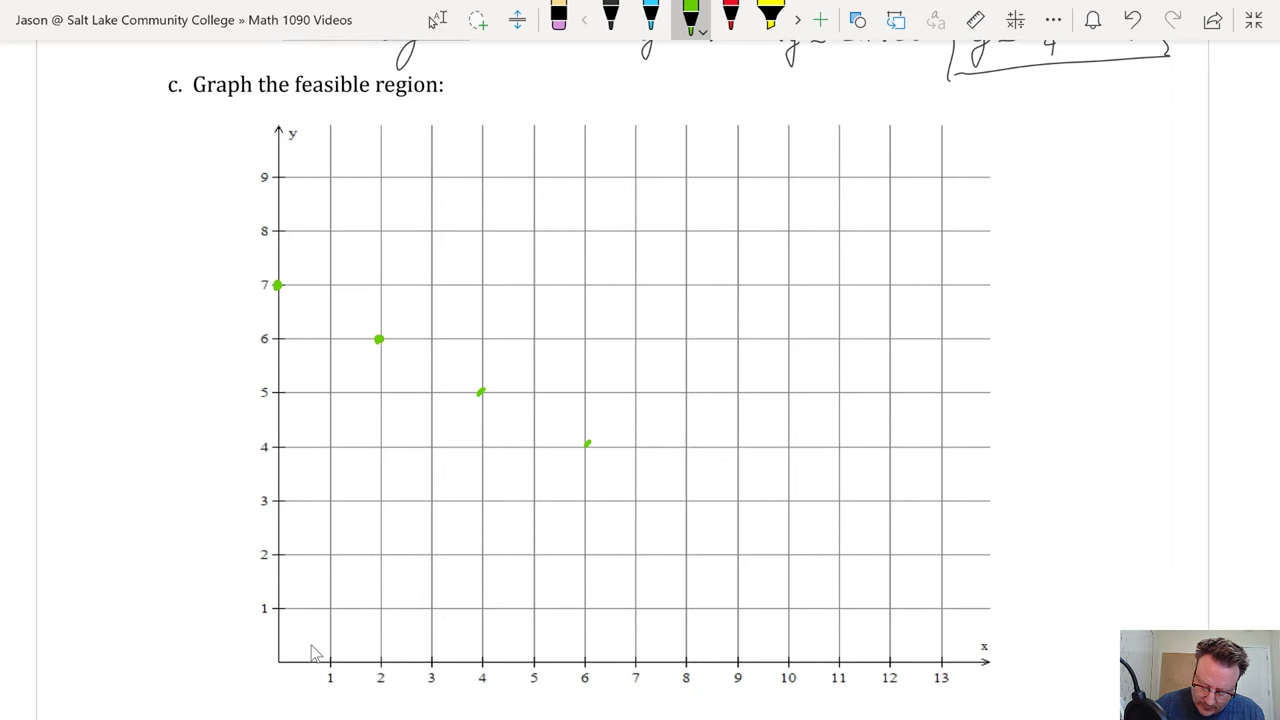 Jason @ Salt Lake Community College » Math 1090 Videos
c. Graph the feasible region:
y
9
8
7
6
5
4
3
2
1
x
1 2 3 4 5 6 7 8 9 10 11 12 13